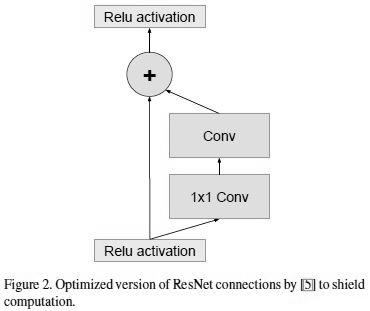 Relu activation
+
Conv
1x1 Conv
Relu activation
Figure 2. Optimized version of ResNet connections by [5] to shield
computation.